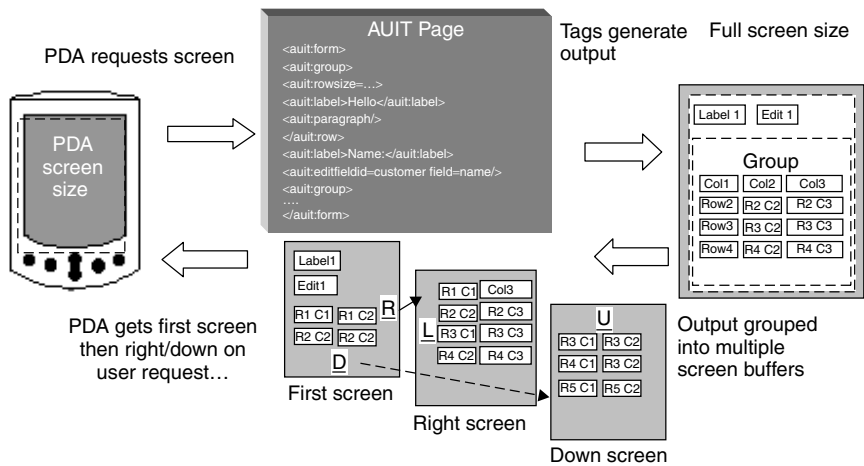 PDA requests screen
PDA
screen
size
AUIT Page
<auit:form>
<auit:group>
<auit:rowsize=…>
<auit:label>Hello</auit:label>
<auit:paragraph/>
</auit:row>
<auit:label>Name:</auit:label>
<auit:editfieldid=customer field=name/>
<auit:group>
....
</auit:form>
Tags generate
output
Full screen size
Label 1 Edit 1
Group
Col1 Col2 Col3
Row2 R2 C2 R2 C3
Row3 R3 C2 R3 C3
Row4 R4 C2 R4 C3
Output grouped
into multiple
screen buffers
PDA gets first screen
then right/down on
user request…
Label1
Edit1
R1 C1 R1 C2
R2 C2 R2 C2
R
D
First screen
R1 C1 Col3
R2 C2 R2 C3
L
R3 C1 R3 C3
R4 C2 R4 C3
Right screen
U
R3 C1 R3 C2
R4 C1 R3 C2
R5 C1 R5 C2
Down screen